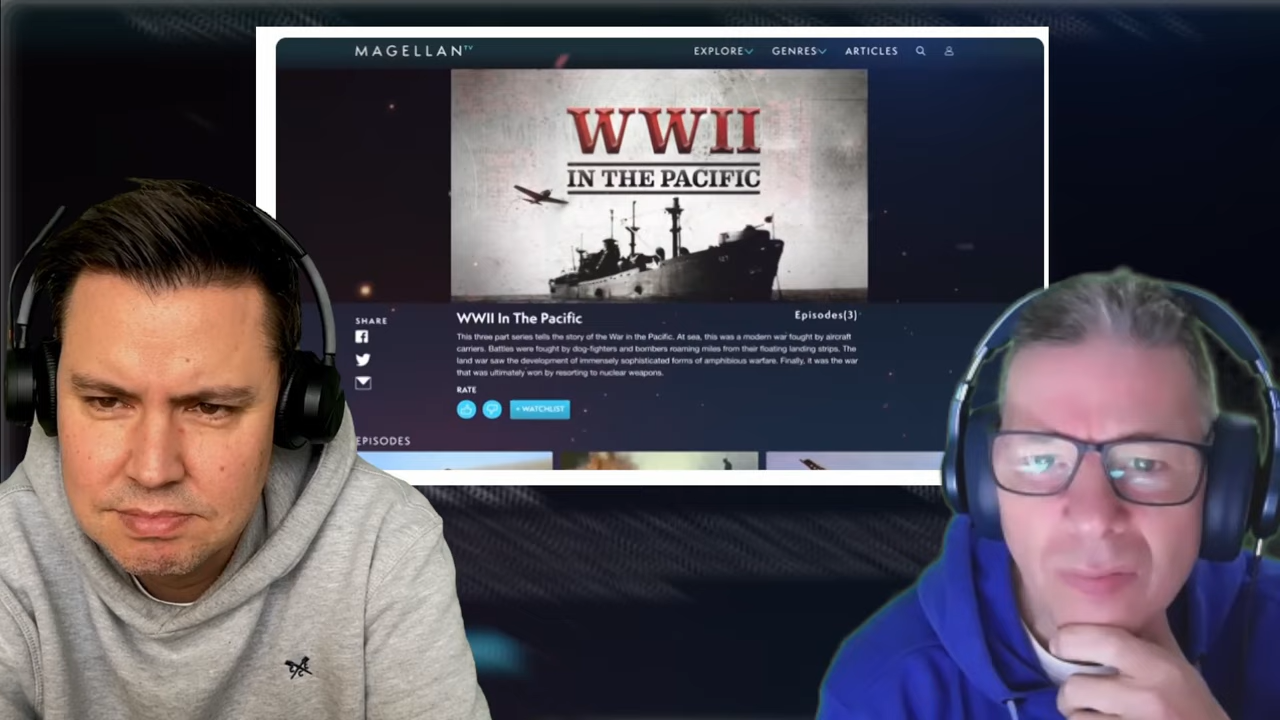 MAGELLANTV
EXPLORE
GENRES
ARTICLES
WWII
IN THE PACIFIC
SHARE
WWII In The Pacific
Episodes(3)
This three part series tells the story of the War in the Pacific. At sea, this was a modern war fought by aircraft
carriers. Battles were fought by dog-fighters and bombers roaming miles from their floating landing strips. The
land war saw the development of immensely sophisticated forms of amphibious warfare. Finally, it was the war
that was ultimately won by resorting to nuclear weapons.
RATE
+ WATCHLIST
EPISODES